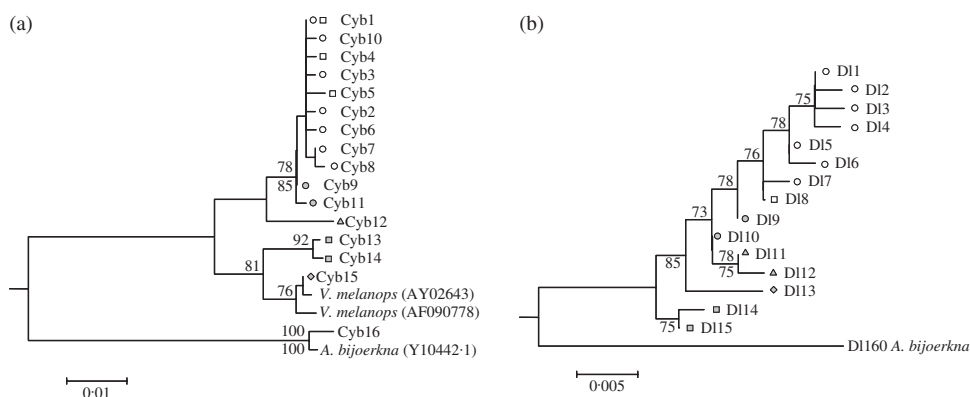 (a)
Cyb1
Cyb10
Cyb4
Cyb3
Cyb5
Cyb2
Cyb6
Cyb7
Cyb8
78
85
Cyb9
Cyb11
Cyb12
92
Cyb13
Cyb14
81
Cyb15
76
V. melanops (AY02643)
V. melanops (AF090778)
100
Cyb16
100
A. bijoerkna (Y10442·1)
0·01
(b)
Dl1
75
Dl2
Dl3
78
Dl4
Dl5
76
Dl6
78
Dl7
Dl8
73
Dl9
Dl10
78
Dl11
85
75
Dl12
Dl13
Dl14
75
Dl15
Dl160 A. bijoerkna
0·005